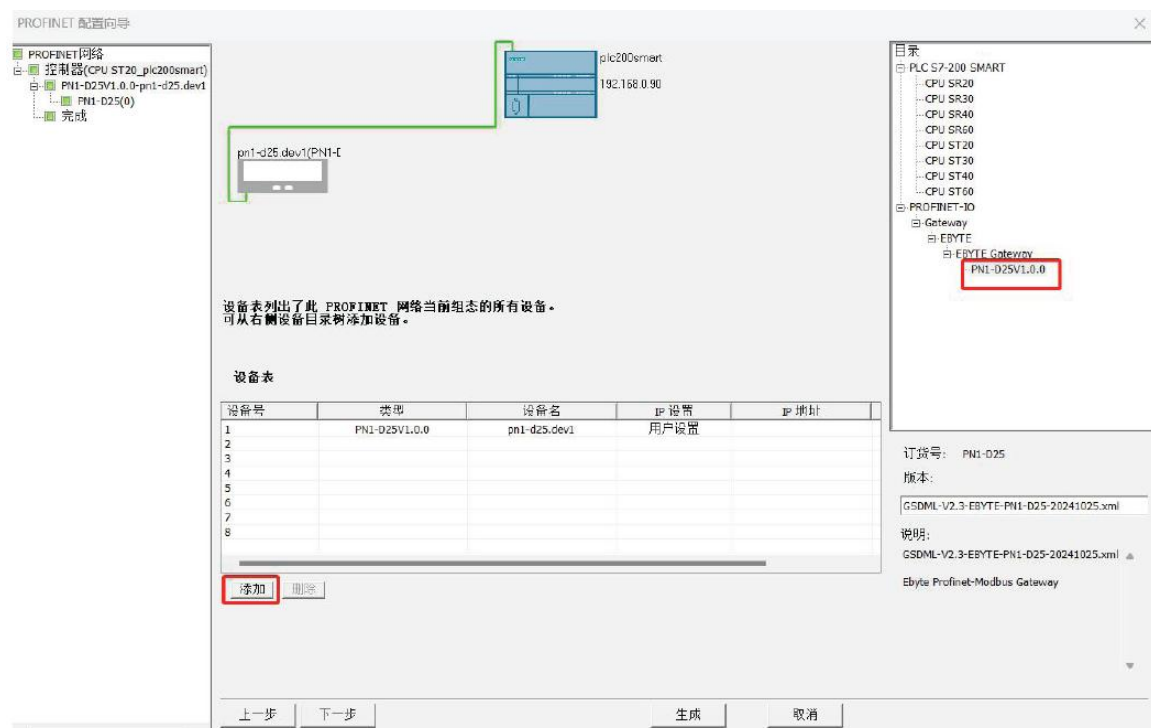 PROFINET 配置向导
PROFINET网络
控制器(CPU ST20_plc200smart)
PN1-D25V1.0.0-pn1-d25.dev1
PN1-D25(0)
完成
plc200smart
192.168.0.90
pn1-d25.dev1(PN1-D
设备表列出了此 PROFINET 网络当前组态的所有设备。
可从右侧设备目录树添加设备。
设备表
设备号 类型 设备名 IP 设置 IP 地址
1 PN1-D25V1.0.0 pn1-d25.dev1 用户设置
2
3
4
5
6
7
8
添加 删除
上一步 下一步 生成 取消
目录
PLC S7-200 SMART
CPU SR20
CPU SR30
CPU SR40
CPU SR60
CPU ST20
CPU ST30
CPU ST40
CPU ST60
PROFINET-IO
Gateway
EBYTE
EBYTE Gateway
PN1-D25V1.0.0
订货号: PN1-D25
版本:
GSDML-V2.3-EBYTE-PN1-D25-20241025.xml
说明:
GSDML-V2.3-EBYTE-PN1-D25-20241025.xml
Ebyte Profinet-Modbus Gateway